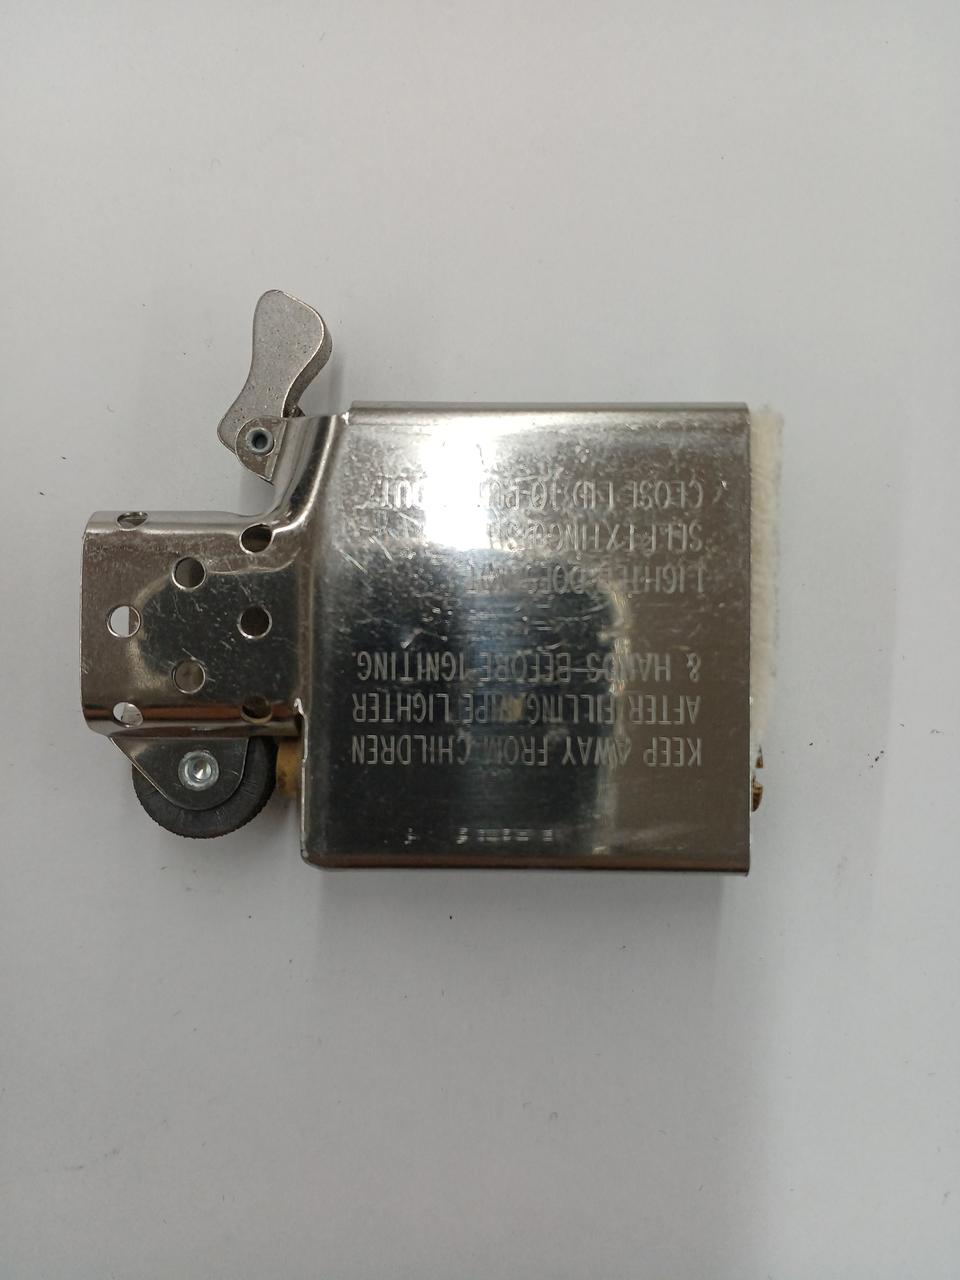 KEEP AWAY FROM CHILDREN
AFTER FILLING WIPE LIGHTER
& HANDS BEFORE IGNITING.
LIGHTER DOES NOT
SELF EXTINGUISH
CLOSE LID TO PUT OUT